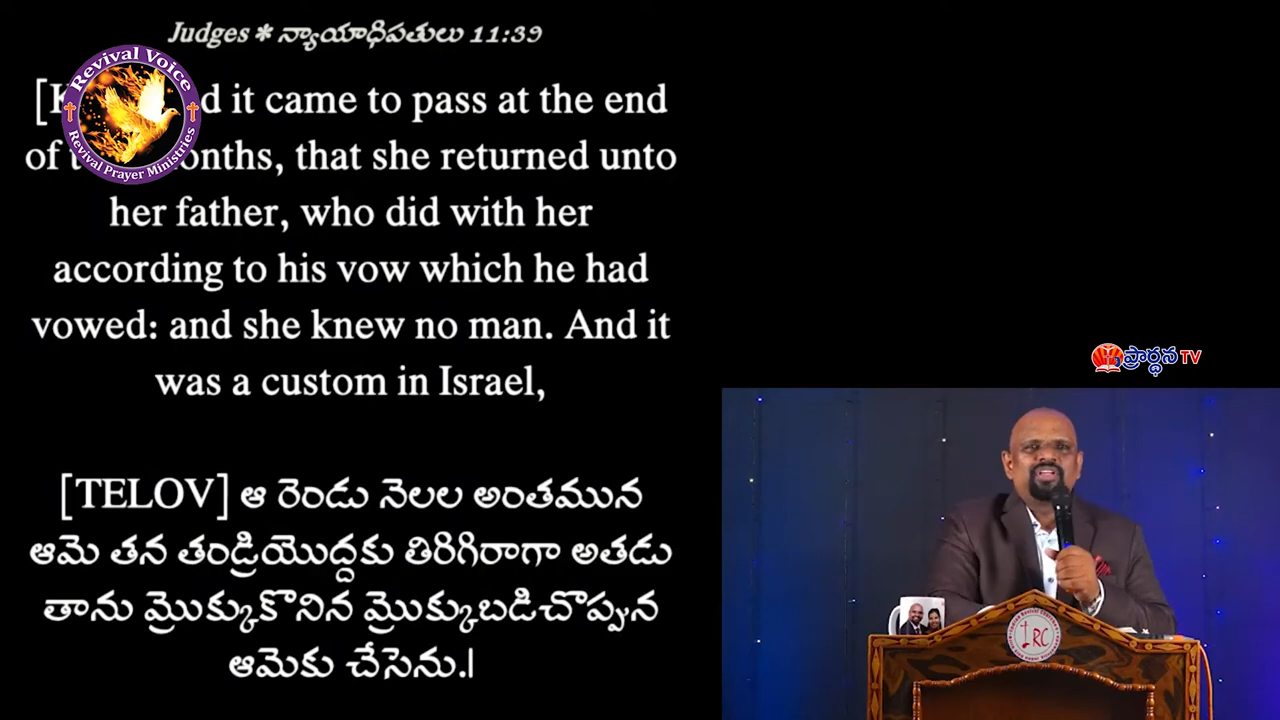 Judges * న్యాయాధిపతులు 11:39
Revival Voice
Revival Prayer Ministries
it came to pass at the end
of months, that she returned unto
her father, who did with her
according to his vow which he had
vowed: and she knew no man. And it
was a custom in Israel,
[TELOV] ఆ రెండు నెలల అంతమున
ఆమె తన తండ్రియొద్దకు తిరిగిరాగా అతడు
తాను మ్రొక్కుకొనిన మ్రొక్కుబడిచొప్పున
ఆమెకు చేసెను.|
ప్రార్థన TV
RC